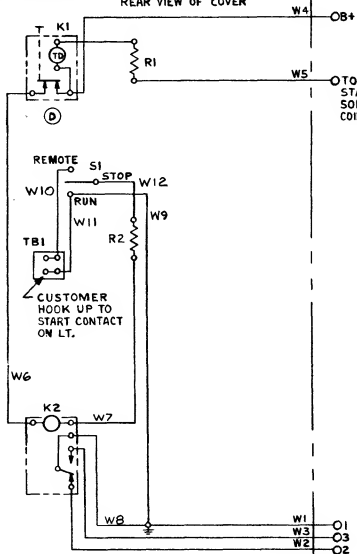 REAR VIEW OF COVER
W4
B+
T
K1
TD
R1
W5
TO
STA
SOL
COI
D
REMOTE
S1
STOP
W12
W10
RUN
W11
W9
TB1
R2
CUSTOMER
HOOK UP TO
START CONTACT
ON LT.
W6
K2
W7
W8
W1
1
W3
3
W2
2